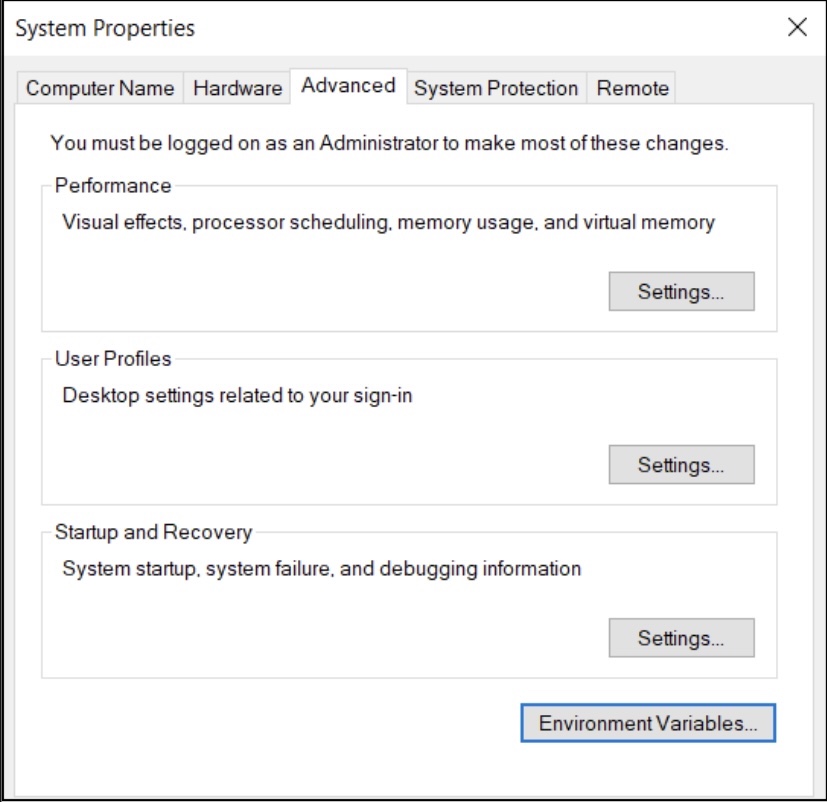 System Properties
Computer Name
Hardware
Advanced
System Protection
Remote
You must be logged on as an Administrator to make most of these changes.
Performance
Visual effects, processor scheduling, memory usage, and virtual memory
Settings...
User Profiles
Desktop settings related to your sign-in
Settings...
Startup and Recovery
System startup, system failure, and debugging information
Settings...
Environment Variables...